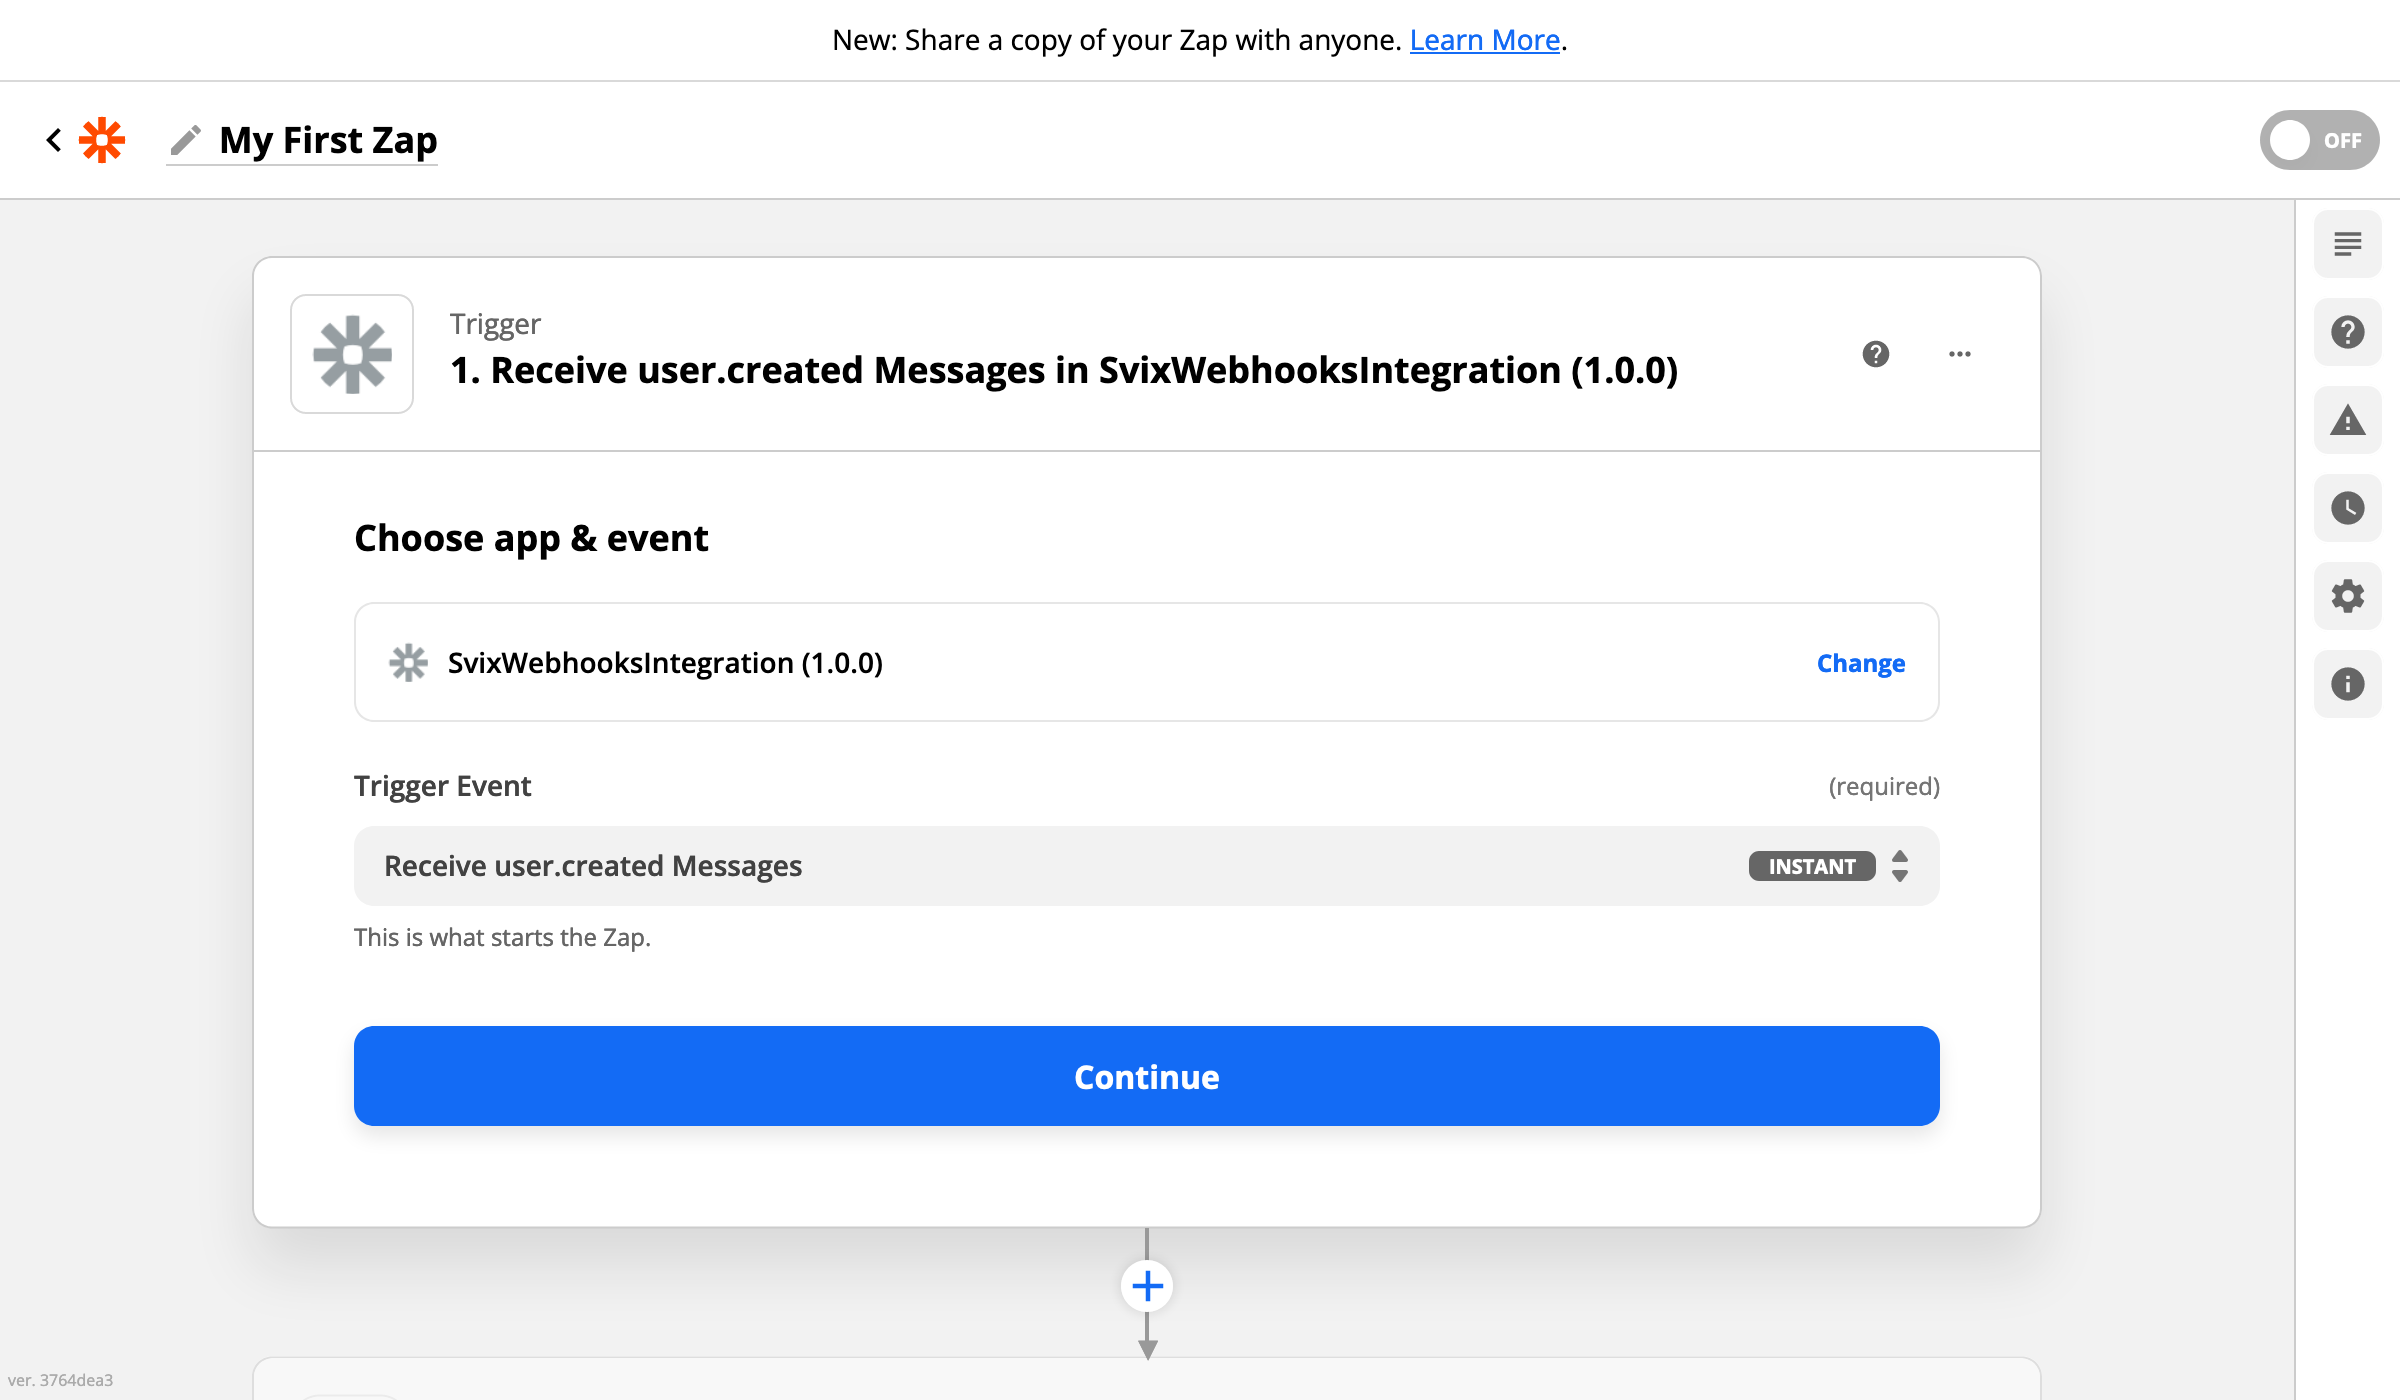 New: Share a copy of your Zap with anyone. Learn More.
My First Zap
OFF
Trigger
1. Receive user.created Messages in SvixWebhooksIntegration (1.0.0)
Choose app & event
SvixWebhooksIntegration (1.0.0)
Change
Trigger Event
(required)
Receive user.created Messages
INSTANT
This is what starts the Zap.
Continue
ver. 3764dea3